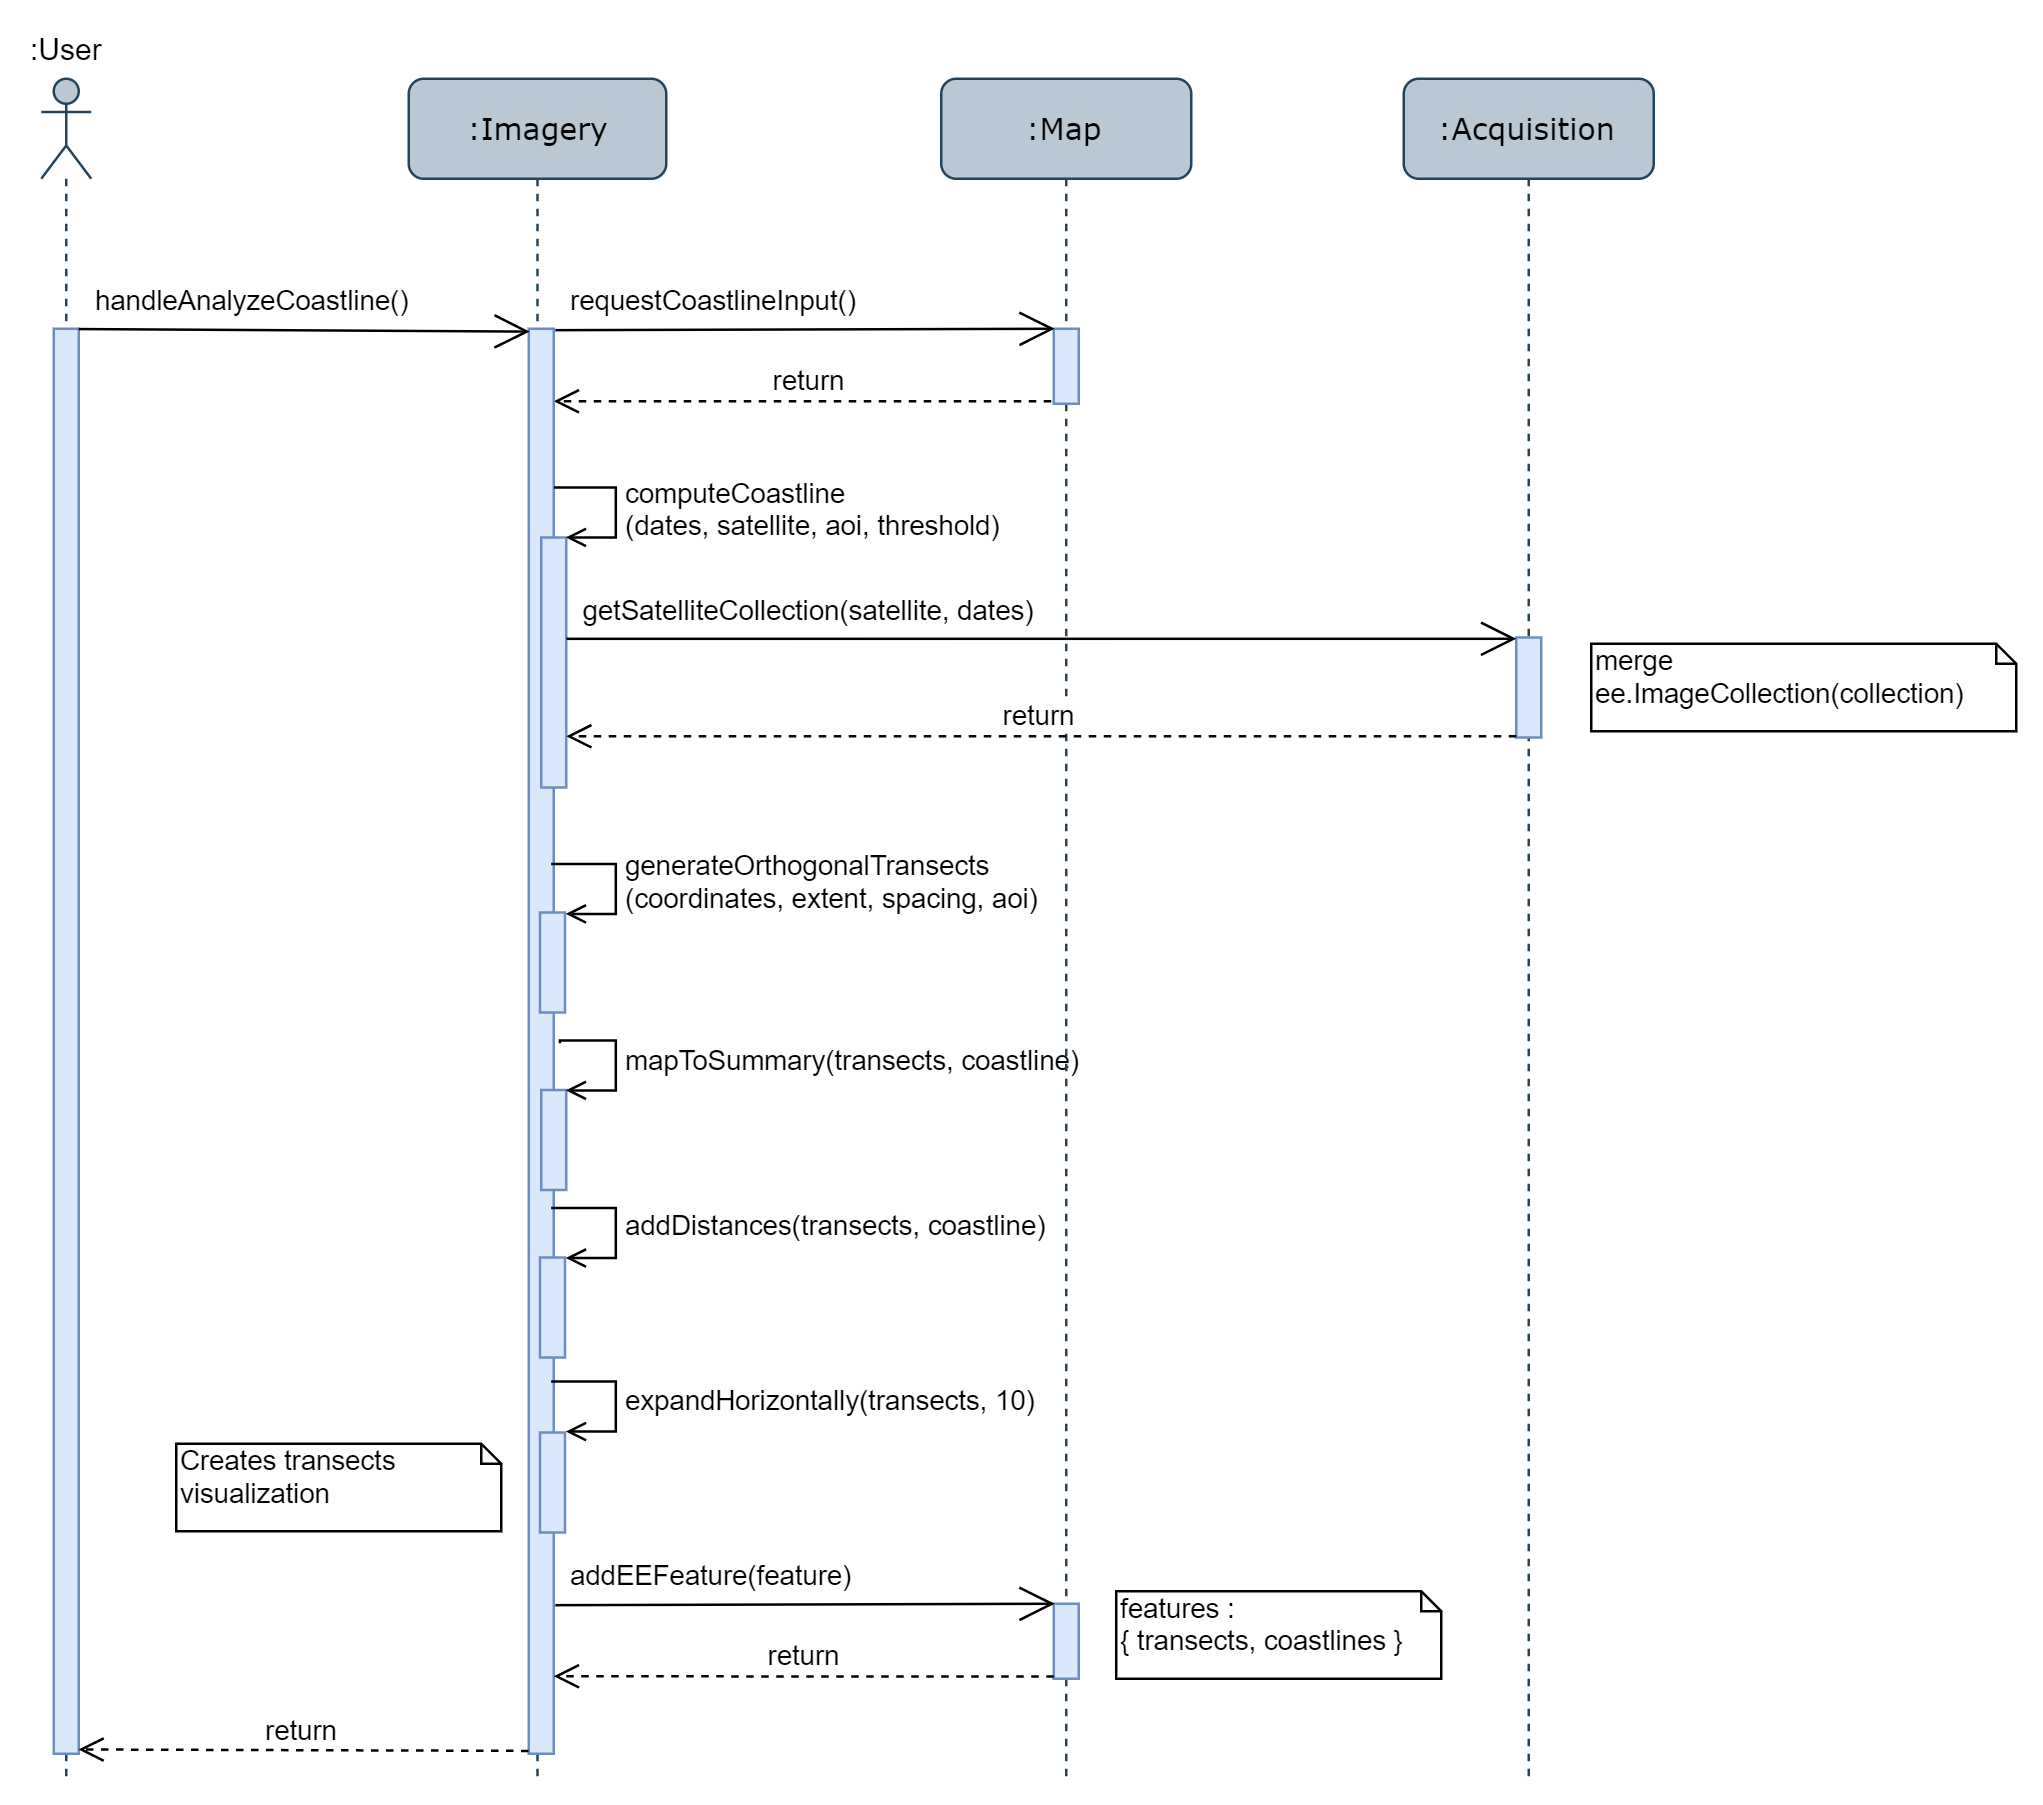 :User
:Imagery
:Map
:Acquisition
handleAnalyzeCoastline()
requestCoastlineInput()
return
computeCoastline
(dates, satellite, aoi, threshold)
getSatelliteCollection(satellite, dates)
merge
ee.ImageCollection(collection)
return
generateOrthogonalTransects
(coordinates, extent, spacing, aoi)
mapToSummary(transects, coastline)
addDistances(transects, coastline)
expandHorizontally(transects, 10)
Creates transects
visualization
addEEFeature(feature)
features :
{ transects, coastlines }
return
return